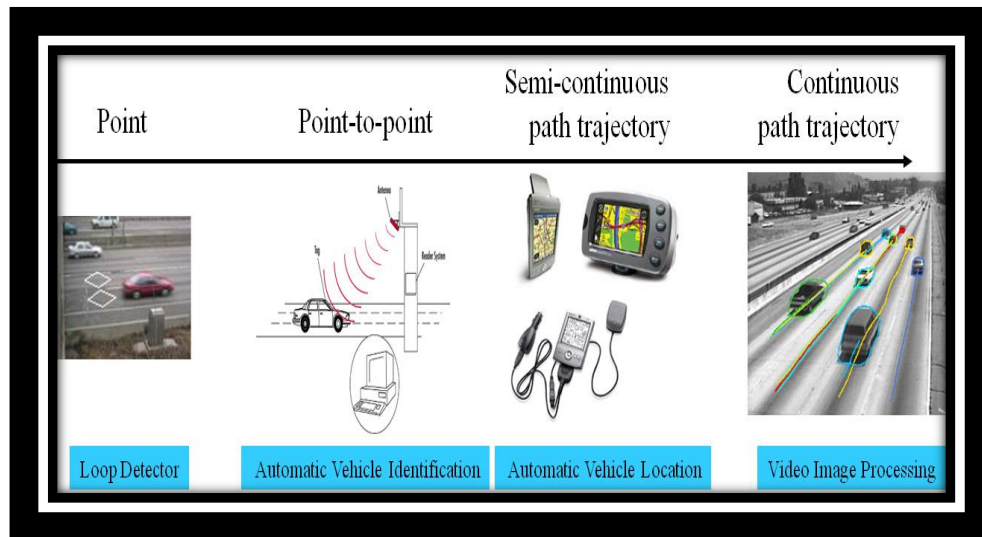 Point
Point-to-point
Semi-continuous
path trajectory
Continuous
path trajectory
Antenna
Tag
Reader System
Loop Detector
Automatic Vehicle Identification
Automatic Vehicle Location
Video Image Processing